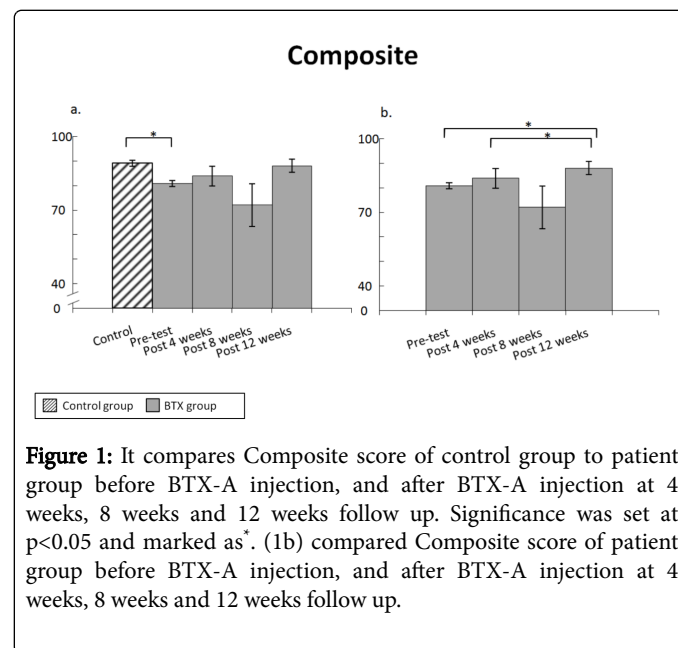 Composite
a.
*
100
70
40
0
Control
Pre-test
Post 4 weeks
Post 8 weeks
Post 12 weeks
b.
*
*
100
70
40
0
Pre-test
Post 4 weeks
Post 8 weeks
Post 12 weeks
Control group
BTX group
Figure 1: It compares Composite score of control group to patient
group before BTX-A injection, and after BTX-A injection at 4
weeks, 8 weeks and 12 weeks follow up. Significance was set at
p<0.05 and marked as*. (1b) compared Composite score of patient
group before BTX-A injection, and after BTX-A injection at 4
weeks, 8 weeks and 12 weeks follow up.